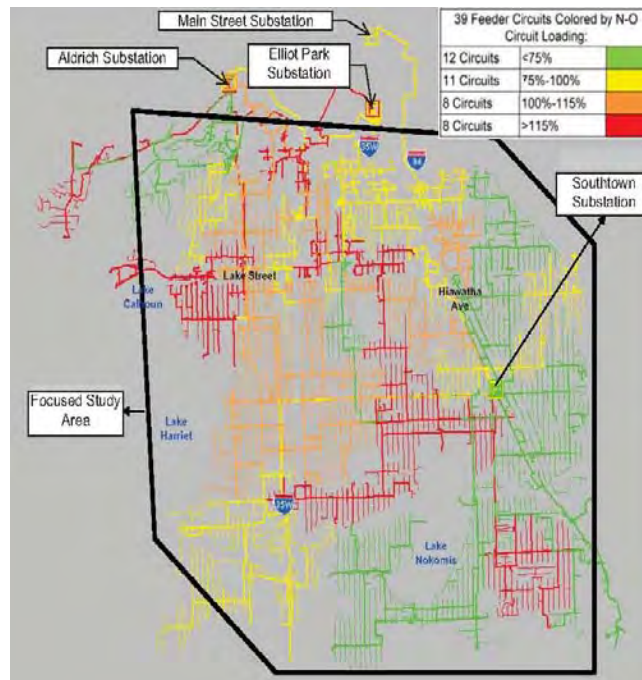 Main Street Substation
Aldrich Substation
Elliot Park
Substation
39 Feeder Circuits Colored by N-O
Circuit Loading:
12 Circuits <75%
11 Circuits 75%-100%
8 Circuits 100%-115%
8 Circuits >115%
35W
94
Southtown
Substation
Lake Street
Hiawatha
Ave
Lake
Calhoun
Focused Study
Area
Lake
Harriet
35W
Lake
Nokomis